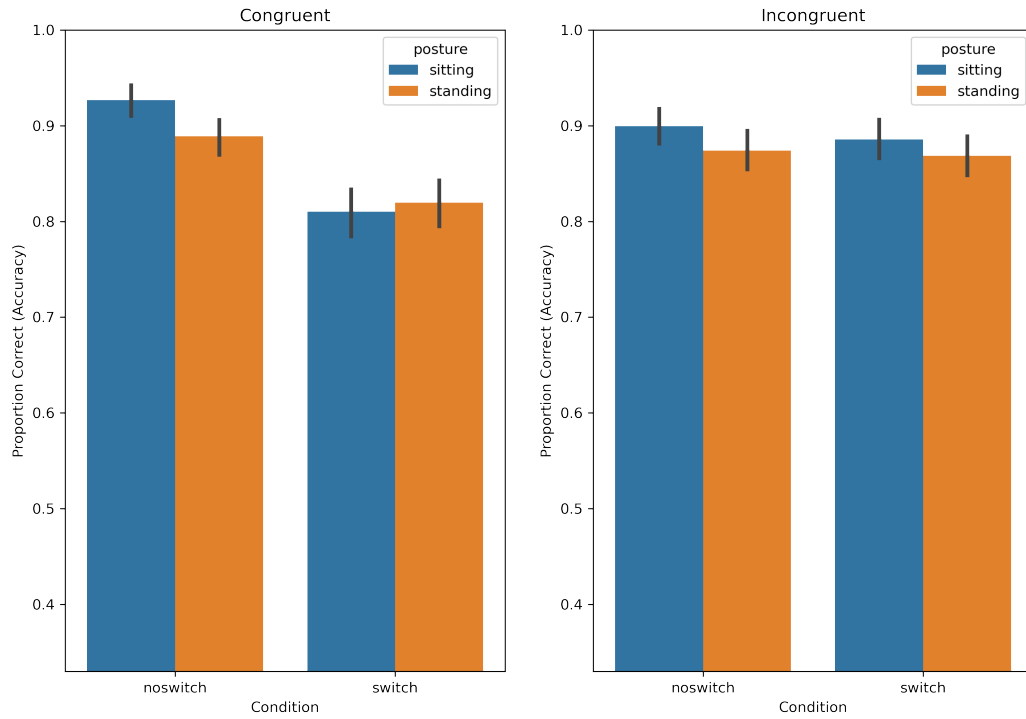 Congruent
1.0
0.9
0.8
0.7
0.6
0.5
0.4
Proportion Correct (Accuracy)
posture
sitting
standing
noswitch
switch
Condition
Incongruent
1.0
0.9
0.8
0.7
0.6
0.5
0.4
Proportion Correct (Accuracy)
posture
sitting
standing
noswitch
switch
Condition